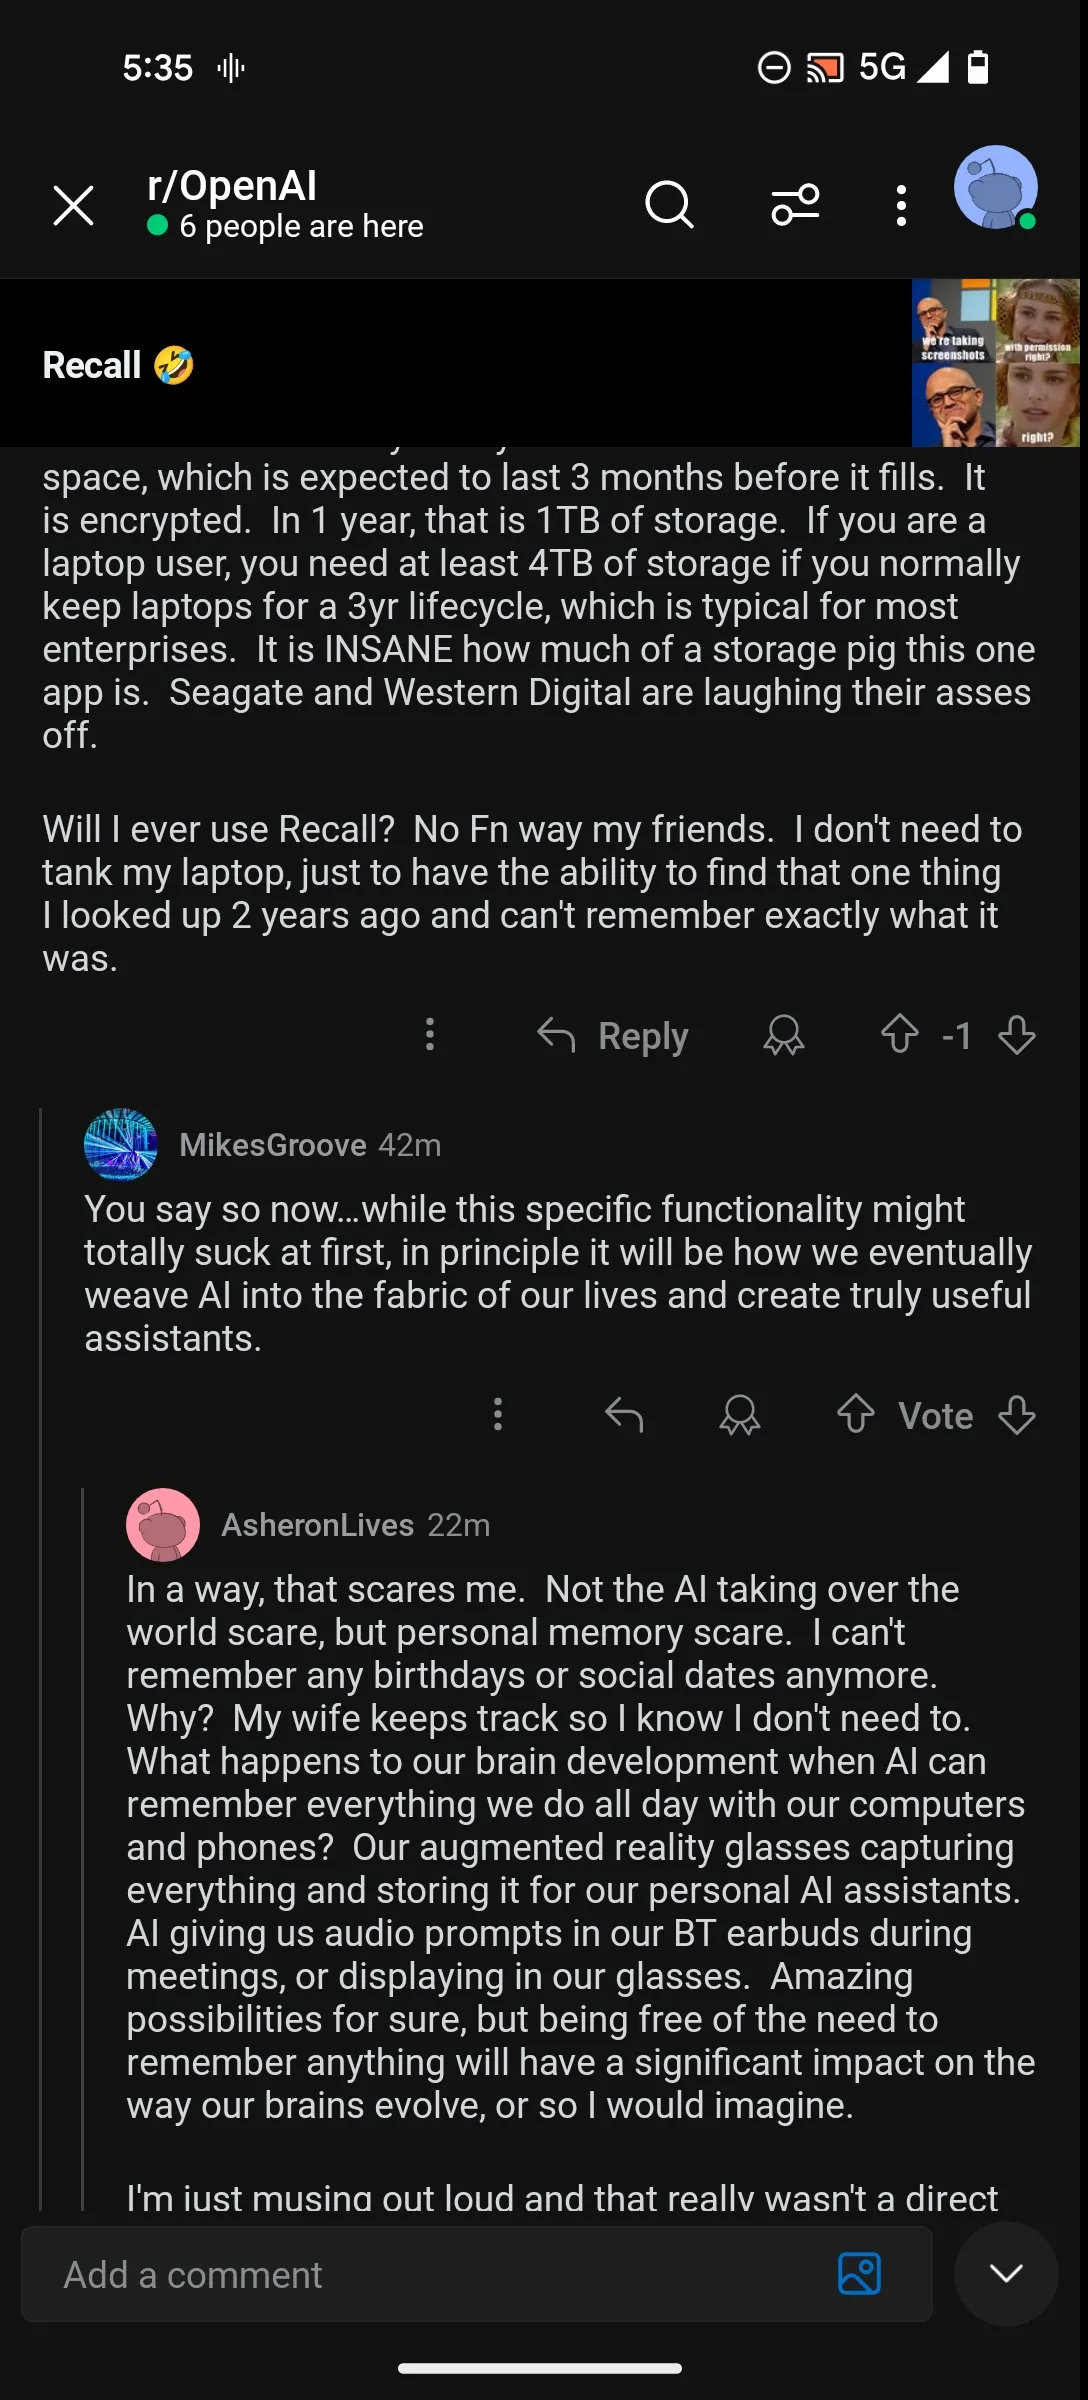 5:35
5G
r/OpenAI
6 people are here
Recall 🤣
we're taking
screenshots
with permission
right?
right?
space, which is expected to last 3 months before it fills.  It
is encrypted.  In 1 year, that is 1TB of storage.  If you are a
laptop user, you need at least 4TB of storage if you normally
keep laptops for a 3yr lifecycle, which is typical for most
enterprises.  It is INSANE how much of a storage pig this one
app is.  Seagate and Western Digital are laughing their asses
off.
Will I ever use Recall?  No Fn way my friends.  I don't need to
tank my laptop, just to have the ability to find that one thing
I looked up 2 years ago and can't remember exactly what it
was.
Reply
-1
MikesGroove 42m
You say so now...while this specific functionality might
totally suck at first, in principle it will be how we eventually
weave AI into the fabric of our lives and create truly useful
assistants.
Vote
AsheronLives 22m
In a way, that scares me.  Not the AI taking over the
world scare, but personal memory scare.  I can't
remember any birthdays or social dates anymore.
Why?  My wife keeps track so I know I don't need to.
What happens to our brain development when AI can
remember everything we do all day with our computers
and phones?  Our augmented reality glasses capturing
everything and storing it for our personal AI assistants.
AI giving us audio prompts in our BT earbuds during
meetings, or displaying in our glasses.  Amazing
possibilities for sure, but being free of the need to
remember anything will have a significant impact on the
way our brains evolve, or so I would imagine.
I'm just musing out loud and that really wasn't a direct
Add a comment